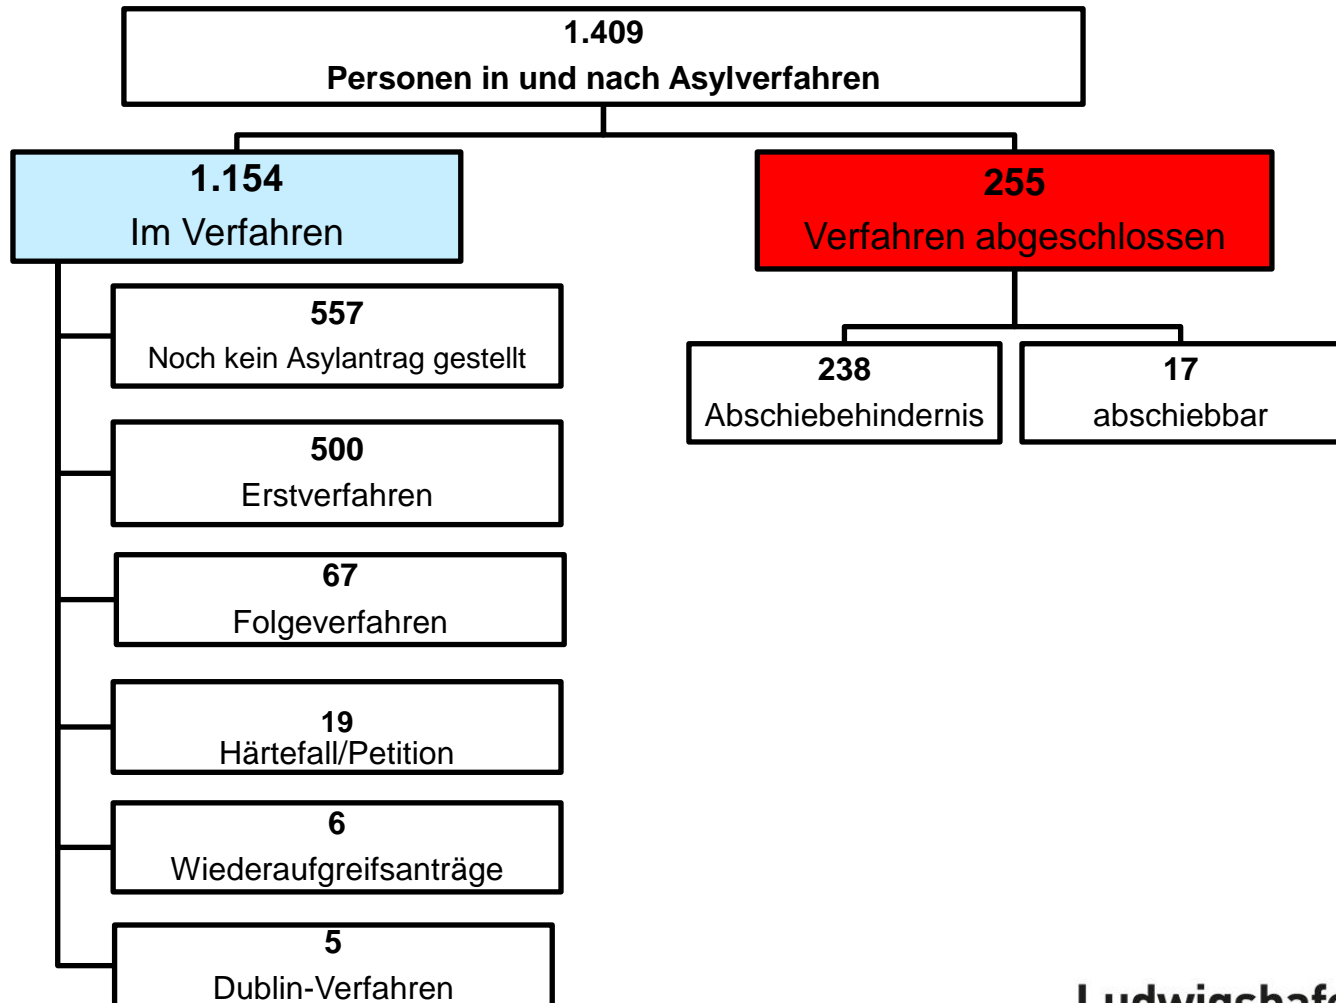 1.409
Personen in und nach Asylverfahren
1.154
Im Verfahren
255
Verfahren abgeschlossen
557
Noch kein Asylantrag gestellt
500
Erstverfahren
67
Folgeverfahren
19
Härtefall/Petition
6
Wiederaufgreifsanträge
5
Dublin-Verfahren
238
Abschiebehindernis
17
abschiebbar